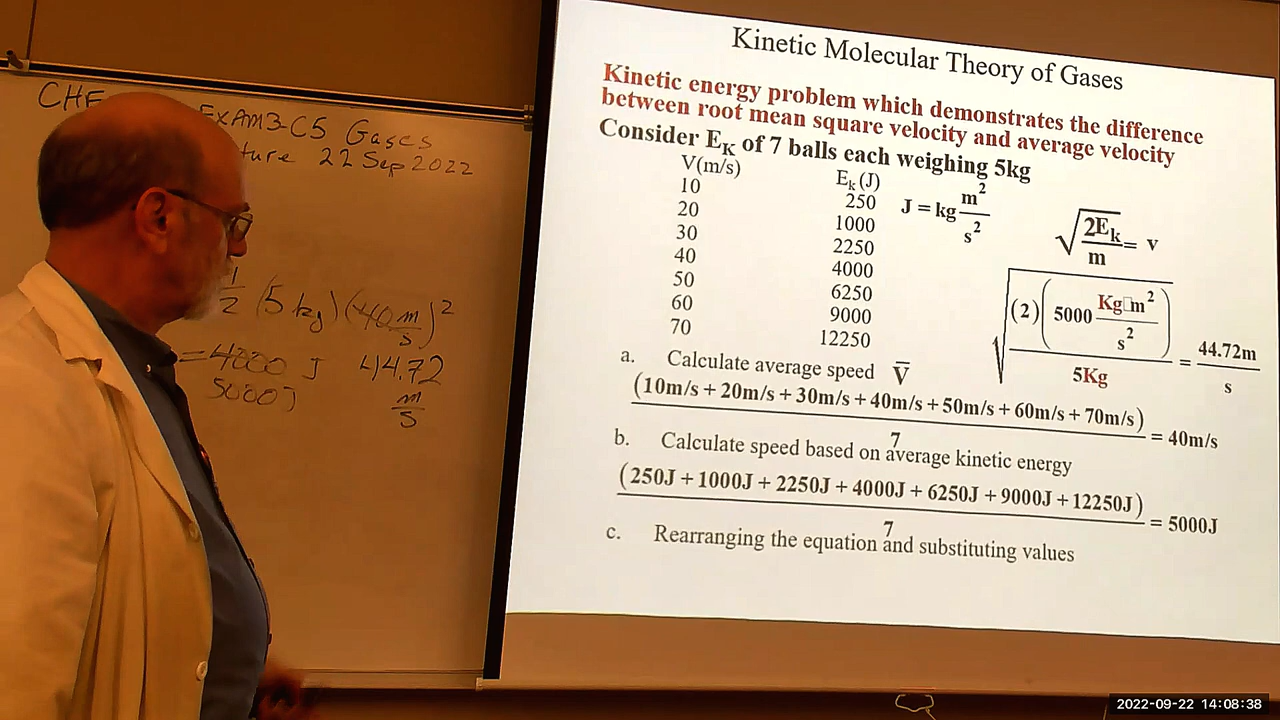 CHE
EXAM3-C5 Gases
ture 22 Sep 2022
1/2 (5 kg)(40 m/s)²
= 4000 J 44.72
5000J m/s
Kinetic Molecular Theory of Gases
Kinetic energy problem which demonstrates the difference
between root mean square velocity and average velocity
Consider E_K of 7 balls each weighing 5kg
V(m/s) E_k (J)
10 250
20 1000
30 2250
40 4000
50 6250
60 9000
70 12250
J = kg m²/s²
√(2E_k/m) = v
√((2)(5000 Kg□m²/s²)/5Kg) = 44.72m/s
a. Calculate average speed V̅
(10m/s + 20m/s + 30m/s + 40m/s + 50m/s + 60m/s + 70m/s)/7 = 40m/s
b. Calculate speed based on average kinetic energy
(250J + 1000J + 2250J + 4000J + 6250J + 9000J + 12250J)/7 = 5000J
c. Rearranging the equation and substituting values
2022-09-22 14:08:38